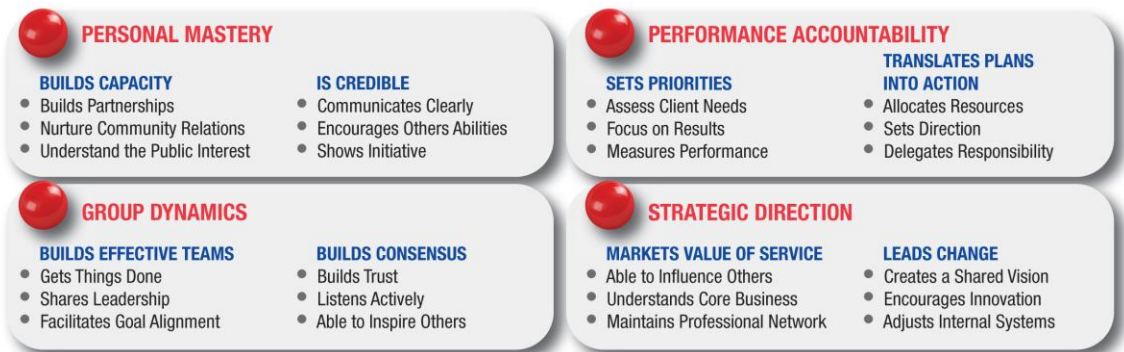 PERSONAL MASTERY
BUILDS CAPACITY
Builds Partnerships
Nurture Community Relations
Understand the Public Interest
IS CREDIBLE
Communicates Clearly
Encourages Others Abilities
Shows Initiative
PERFORMANCE ACCOUNTABILITY
SETS PRIORITIES
Assess Client Needs
Focus on Results
Measures Performance
TRANSLATES PLANS
INTO ACTION
Allocates Resources
Sets Direction
Delegates Responsibility
GROUP DYNAMICS
BUILDS EFFECTIVE TEAMS
Gets Things Done
Shares Leadership
Facilitates Goal Alignment
BUILDS CONSENSUS
Builds Trust
Listens Actively
Able to Inspire Others
STRATEGIC DIRECTION
MARKETS VALUE OF SERVICE
Able to Influence Others
Understands Core Business
Maintains Professional Network
LEADS CHANGE
Creates a Shared Vision
Encourages Innovation
Adjusts Internal Systems